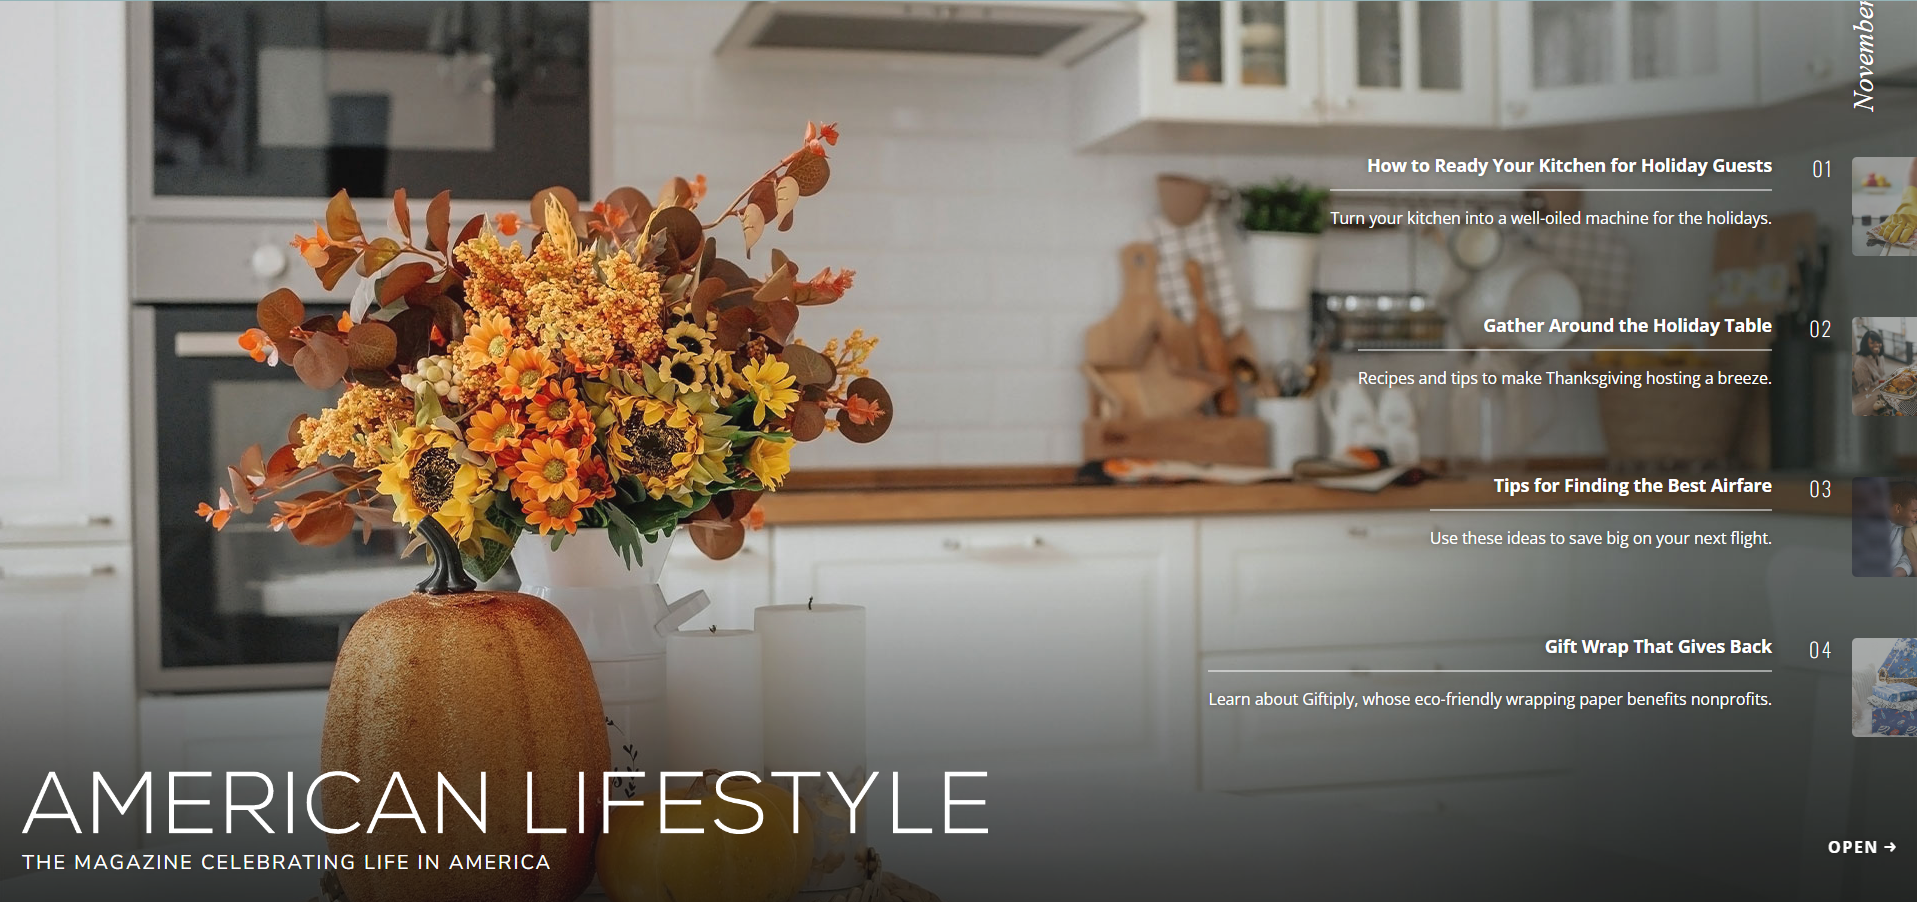 November
How to Ready Your Kitchen for Holiday Guests
01
Turn your kitchen into a well-oiled machine for the holidays.
Gather Around the Holiday Table
02
Recipes and tips to make Thanksgiving hosting a breeze.
Tips for Finding the Best Airfare
03
Use these ideas to save big on your next flight.
Gift Wrap That Gives Back
04
Learn about Giftiply, whose eco-friendly wrapping paper benefits nonprofits.
AMERICAN LIFESTYLE
THE MAGAZINE CELEBRATING LIFE IN AMERICA
OPEN →